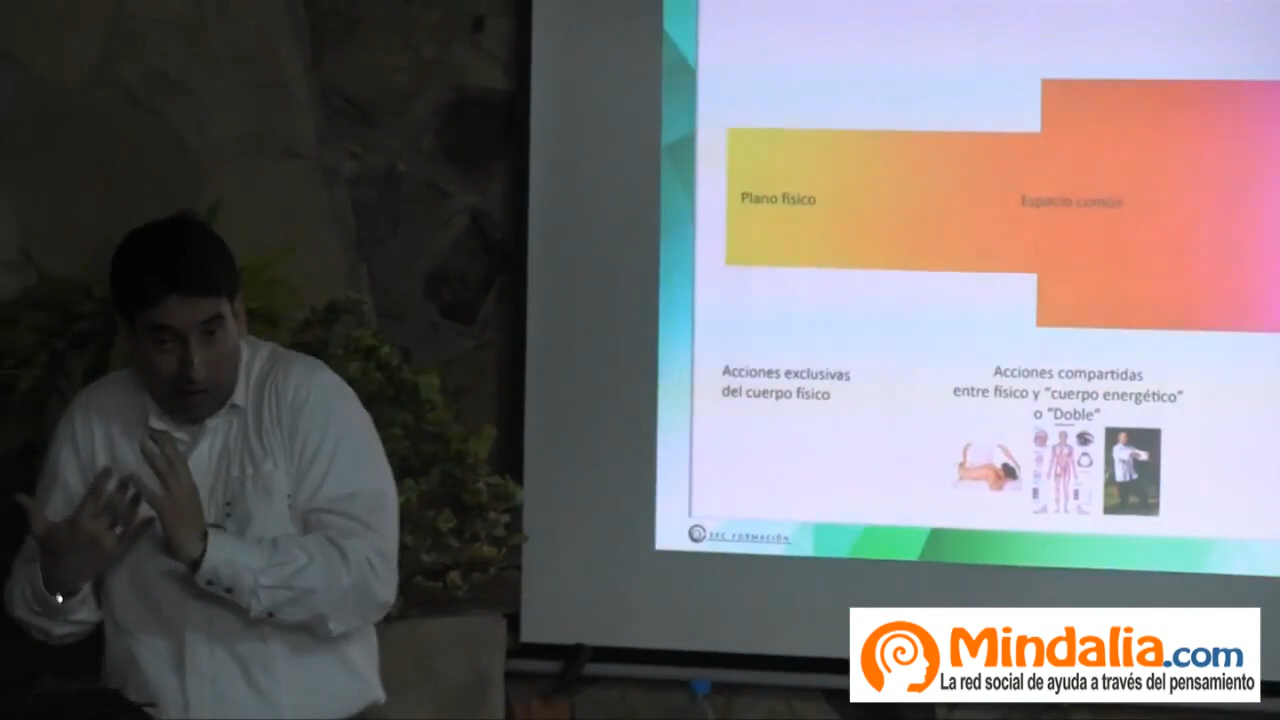 Plano físico
Espacio común
Acciones exclusivas
del cuerpo físico
Acciones compartidas
entre físico y "cuerpo energético"
o "Doble"
FORMACIÓN
Mindalia.com
La red social de ayuda a través del pensamiento